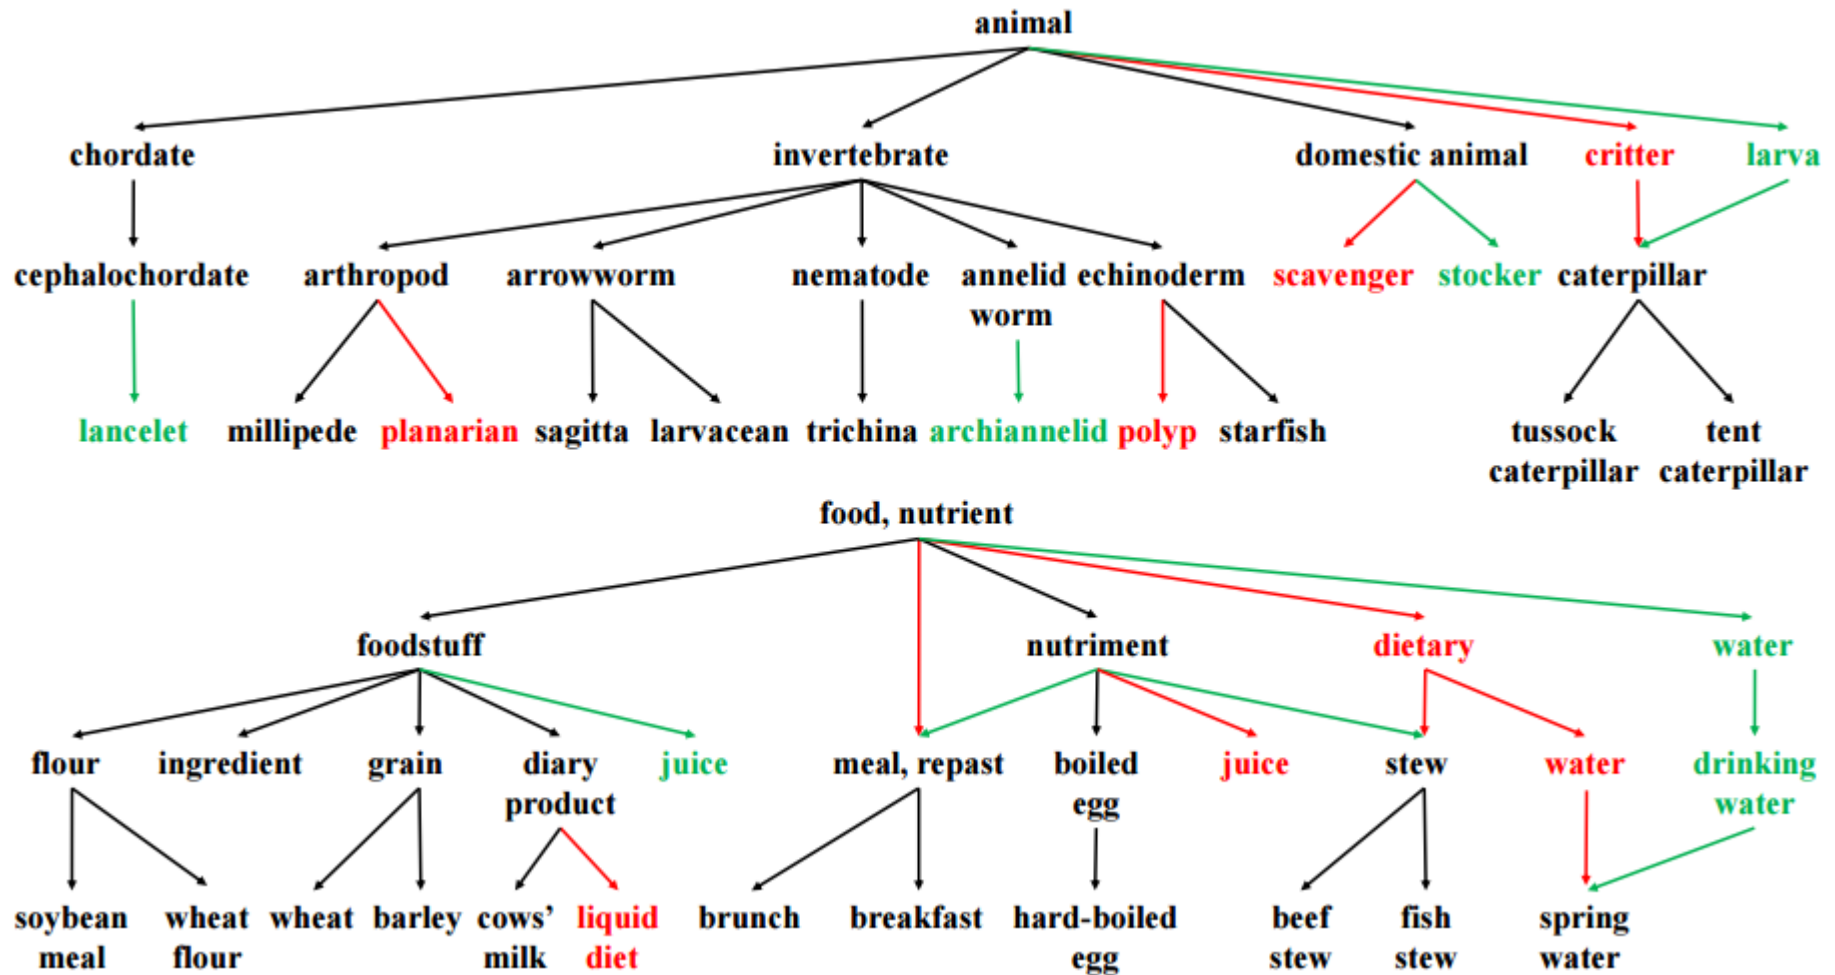 animal
chordate invertebrate domestic animal critter larva
cephalochordate arthropod arrowworm nematode annelid echinoderm scavenger stocker caterpillar
worm
lancelet millipede planarian sagitta larvacean trichina archiannelid polyp starfish tussock tent
caterpillar caterpillar
food, nutrient
foodstuff nutriment dietary water
flour ingredient grain diary juice meal, repast boiled juice stew water drinking
product egg water
soybean wheat wheat barley cows' liquid brunch breakfast hard-boiled beef fish spring
meal flour milk diet egg stew stew water